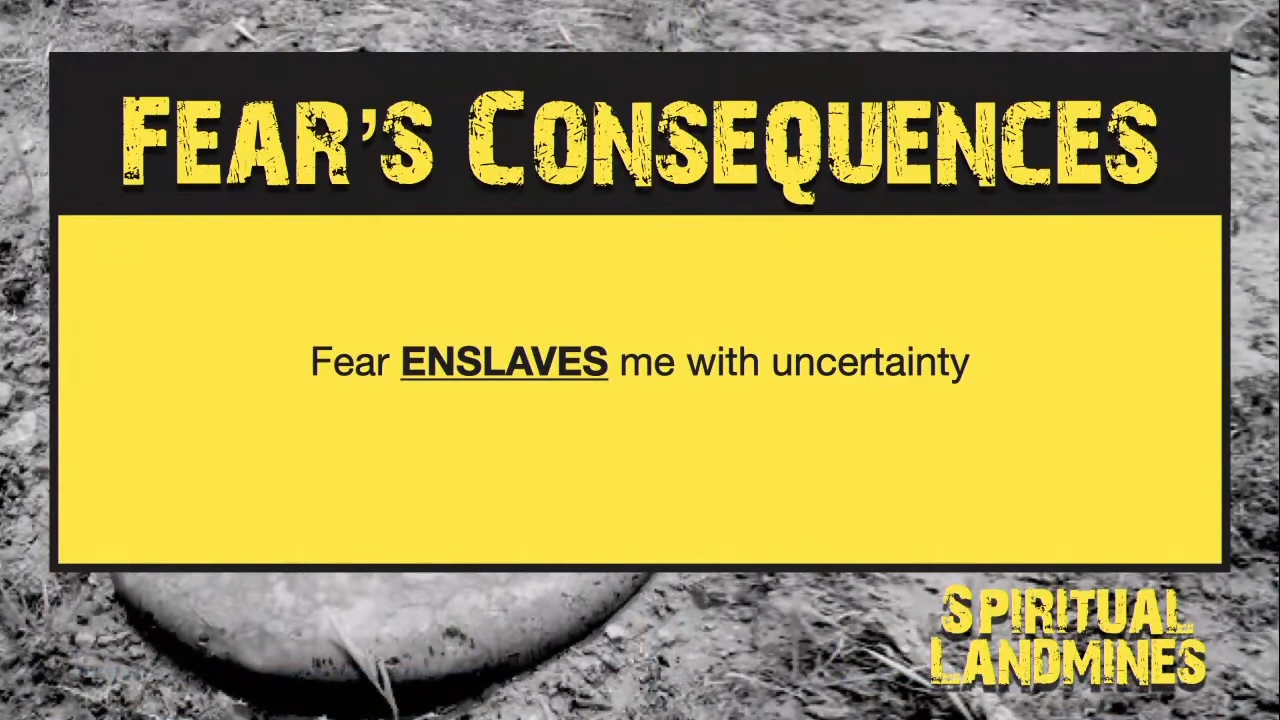 Fear's Consequences
Fear ENSLAVES me with uncertainty
Spiritual
Landmines